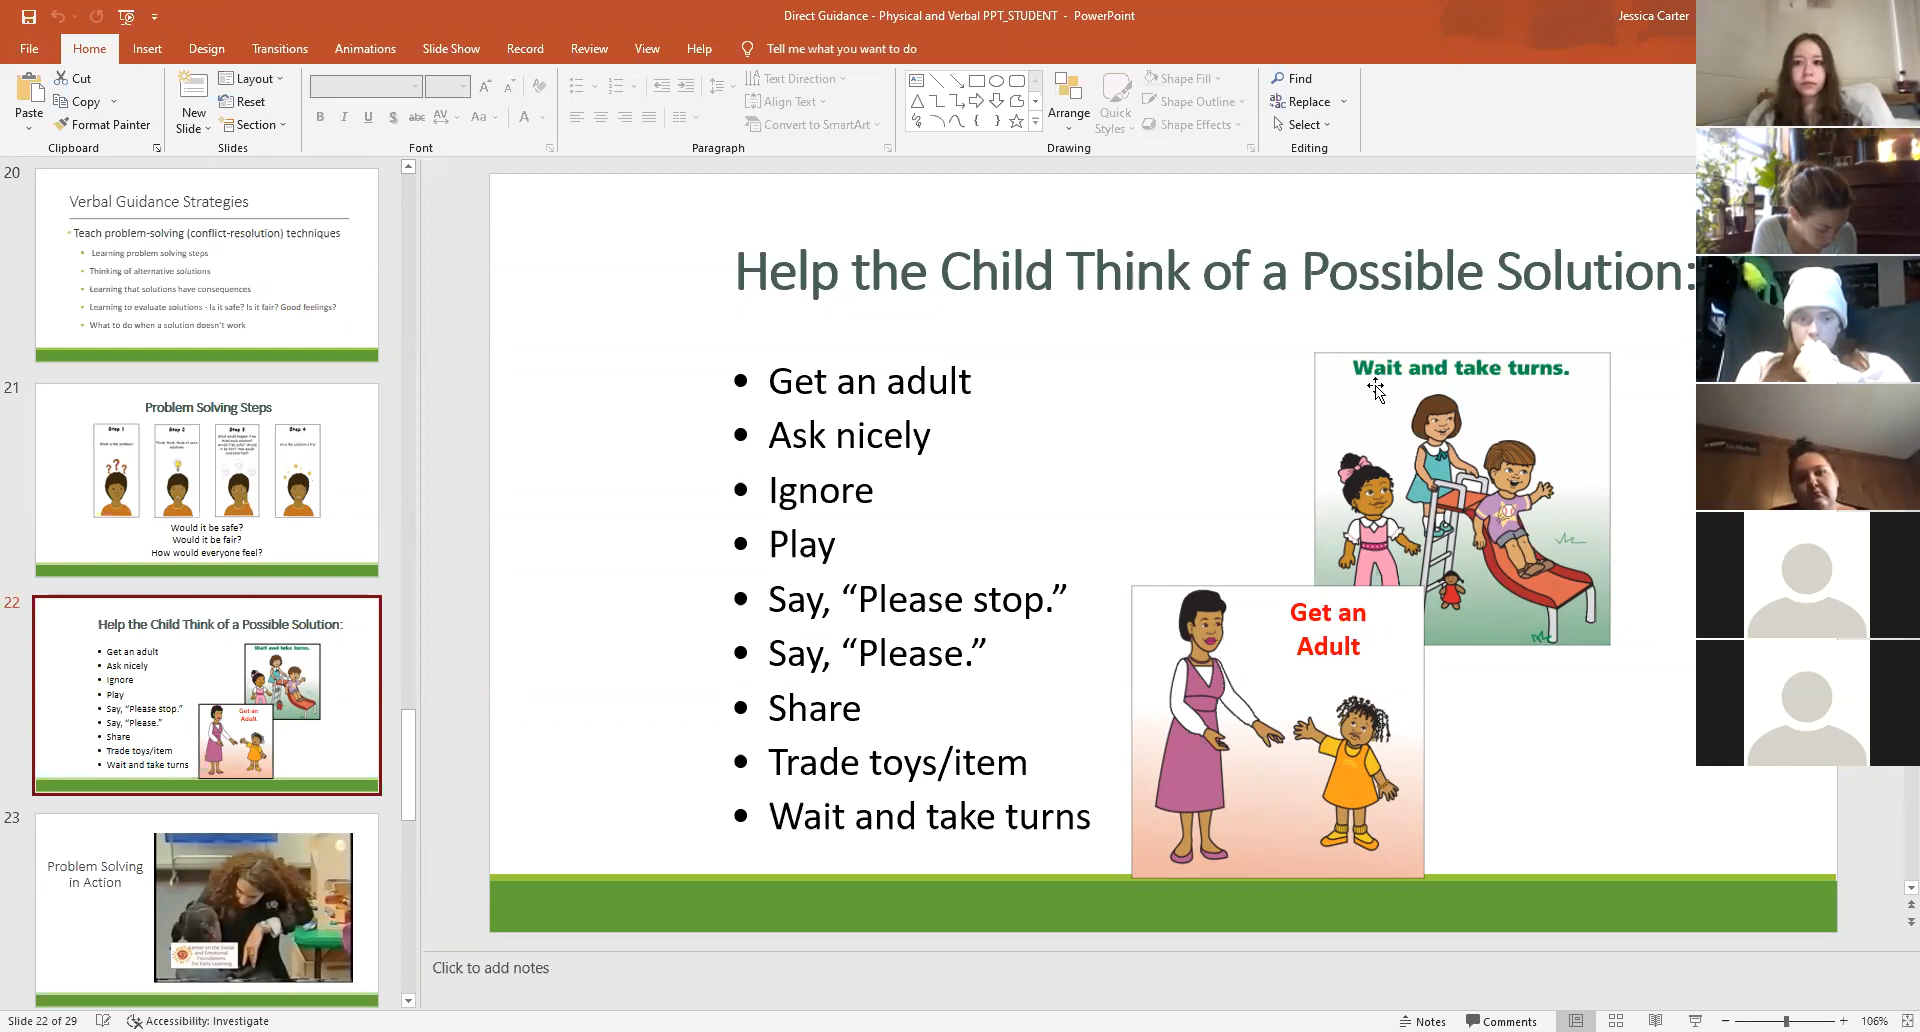 Direct Guidance - Physical and Verbal PPT_STUDENT - PowerPoint
Jessica Carter
File
Home
Insert
Design
Transitions
Animations
Slide Show
Record
Review
View
Help
Tell me what you want to do
Paste
Cut
Copy
Format Painter
Clipboard
New
Slide
Layout
Reset
Section
Slides
B I U S abc AV Aa A
Font
Text Direction
Align Text
Convert to SmartArt
Paragraph
Arrange
Quick
Styles
Shape Fill
Shape Outline
Shape Effects
Drawing
Find
Replace
Select
Editing
20
Verbal Guidance Strategies
Teach problem-solving (conflict-resolution) techniques
Learning problem solving steps
Thinking of alternative solutions
Learning that solutions have consequences
Learning to evaluate solutions - Is it safe? Is it fair? Good feelings?
What to do when a solution doesn't work
21
Problem Solving Steps
Step 1
Step 2
Step 3
Step 4
Would it be safe?
Would it be fair?
How would everyone feel?
22
Help the Child Think of a Possible Solution:
• Get an adult
• Ask nicely
• Ignore
• Play
• Say, “Please stop.”
• Say, “Please.”
• Share
• Trade toys/item
• Wait and take turns
Wait and take turns.
Get an
Adult
23
Problem Solving
in Action
Center on the Social
and Emotional
Foundations
for Early Learning
Help the Child Think of a Possible Solution:
• Get an adult
• Ask nicely
• Ignore
• Play
• Say, “Please stop.”
• Say, “Please.”
• Share
• Trade toys/item
• Wait and take turns
Wait and take turns.
Get an
Adult
Click to add notes
Slide 22 of 29
Accessibility: Investigate
Notes
Comments
106%